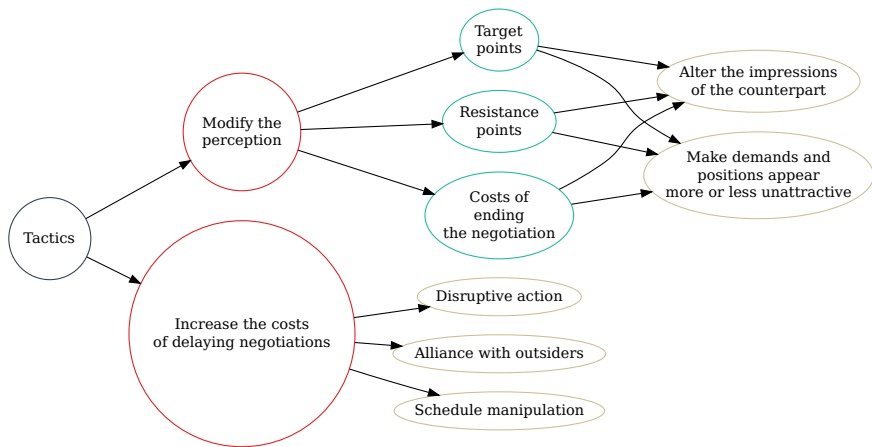 Tactics
Modify the
perception
Increase the costs
of delaying negotiations
Target
points
Resistance
points
Costs of
ending
the negotiation
Disruptive action
Alliance with outsiders
Schedule manipulation
Alter the impressions
of the counterpart
Make demands and
positions appear
more or less unattractive